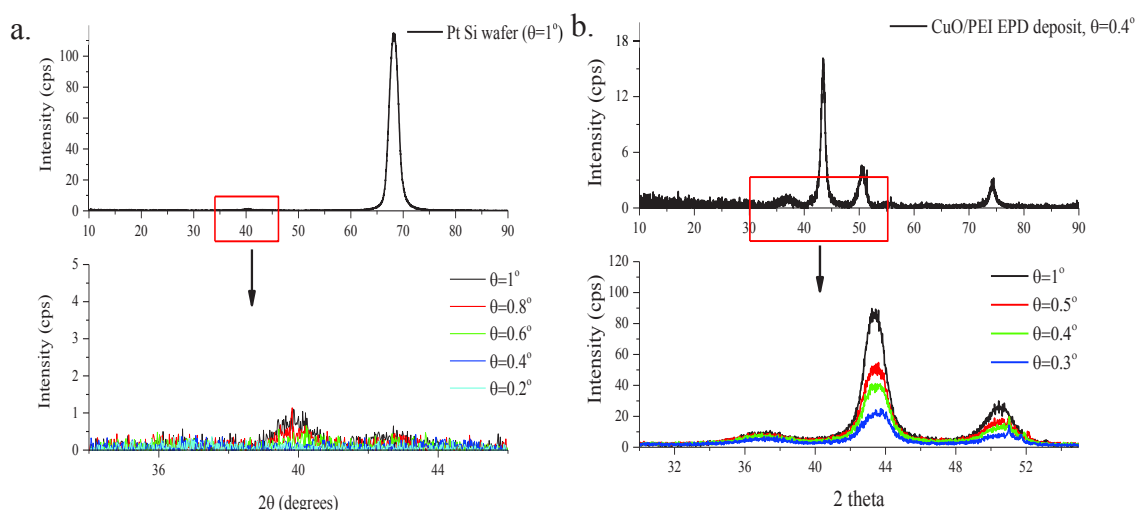 a.
Pt Si wafer (θ=1°)
Intensity (cps)
100
80
60
40
20
0
10 20 30 40 50 60 70 80 90
5
4
3
2
1
0
Intensity (cps)
θ=1°
θ=0.8°
θ=0.6°
θ=0.4°
θ=0.2°
36 40 44
2θ (degrees)
b.
CuO/PEI EPD deposit, θ=0.4°
Intensity (cps)
18
12
6
0
10 20 30 40 50 60 70 80 90
120
100
80
60
40
20
0
Intensity (cps)
θ=1°
θ=0.5°
θ=0.4°
θ=0.3°
32 36 40 44 48 52
2 theta